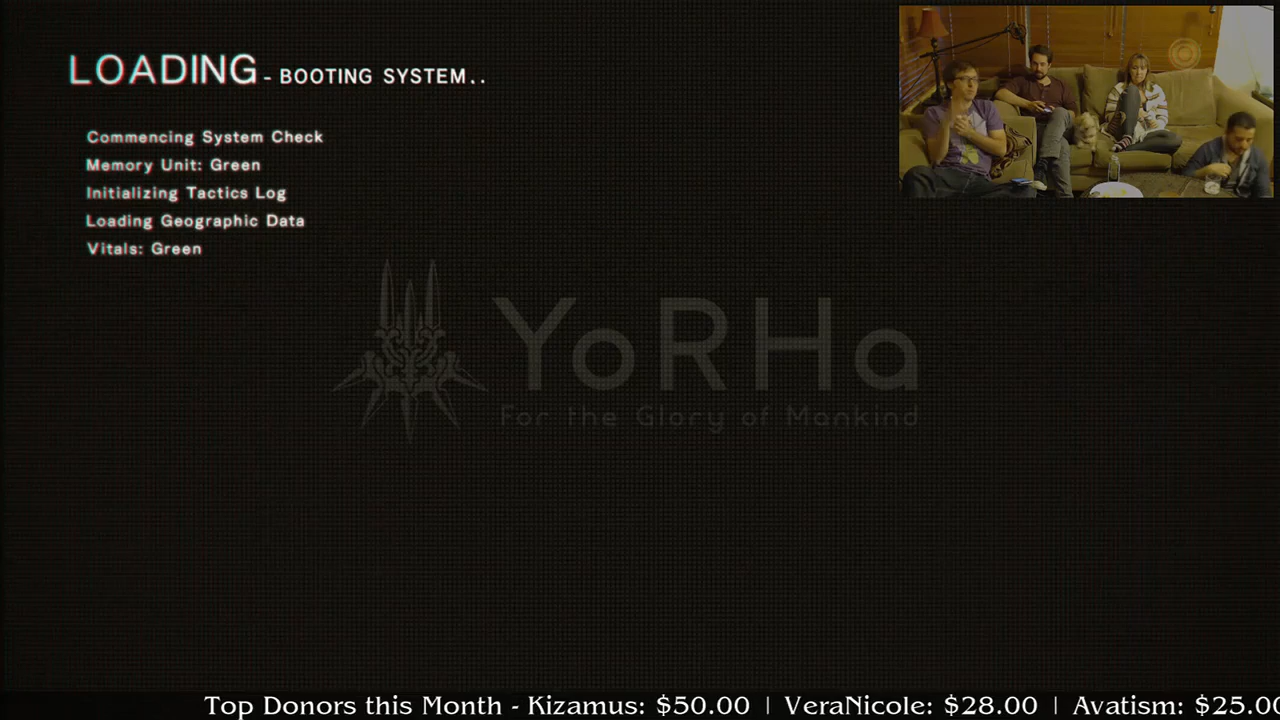 LOADING - BOOTING SYSTEM..
Commencing System Check
Memory Unit: Green
Initializing Tactics Log
Loading Geographic Data
Vitals: Green
YoRHa
For the Glory of Mankind
Top Donors this Month - Kizamus: $50.00 | VeraNicole: $28.00 | Avatism: $25.00